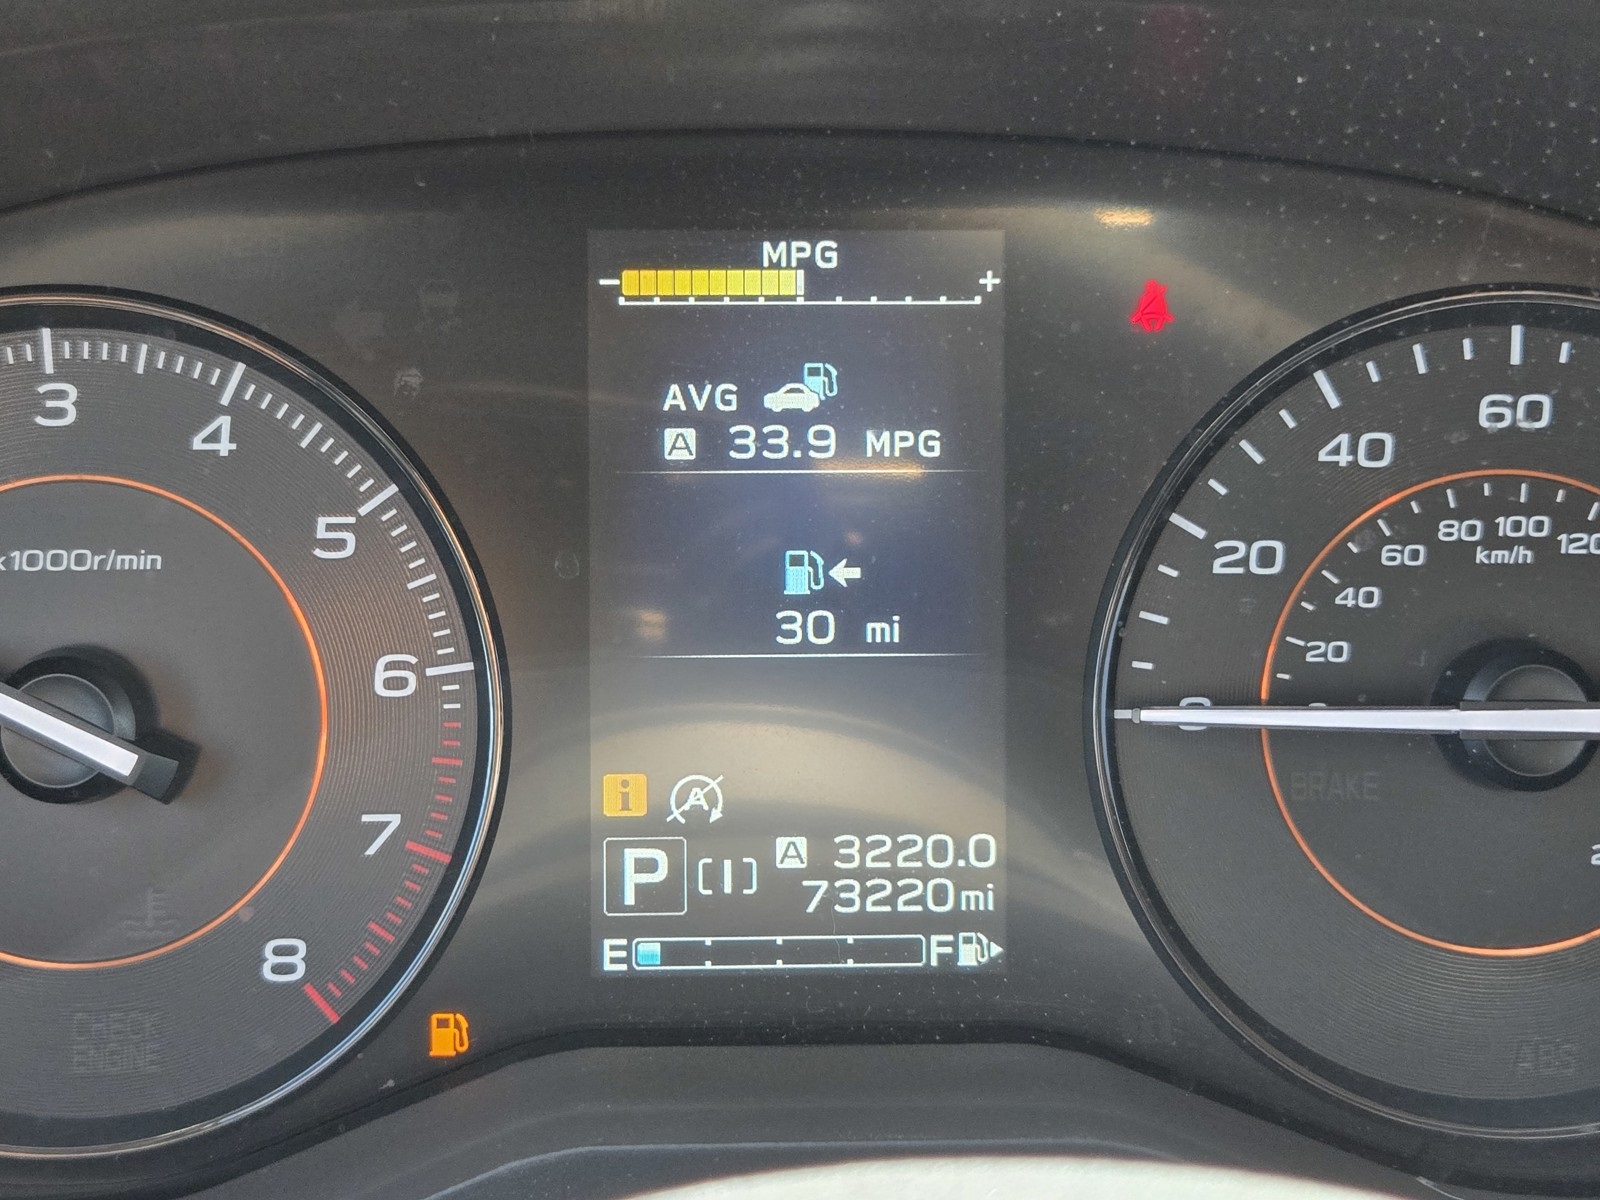 MPG
- +
AVG
A 33.9 MPG
30 mi
i A
P [I] A 3220.0
73220mi
E F
3
4
5
6
7
8
x1000r/min
CHECK
ENGINE
0
20
40
60
20
40
60
80
100
120
km/h
BRAKE
ABS